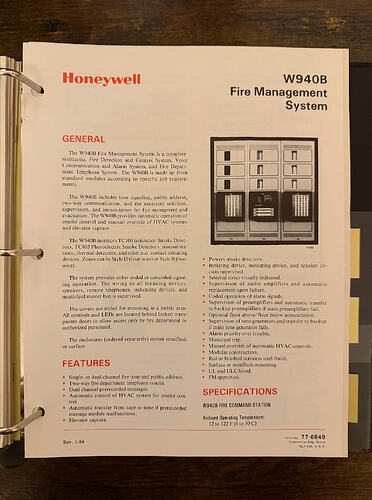 Honeywell
W940B
Fire Management
System
GENERAL
The W940B Fire Management System is a complete
multizone, Fire Detection and Control System, Voice
Communication and Alarm System, and Fire Depart-
ment Telephone System. The W940B is made up from
standard modules according to specific job require-
ments.
The W940B includes tone signaling, public address,
two-way communication, and the necessary selection,
supervision, and annunciation for fire management and
evacuation. The W940B provides automatic operation of
smoke control and manual override of HVAC systems
and elevator capture.
The W940B monitors TC100 Ionization Smoke Detec-
tors, TC810 Photoelectric Smoke Detectors, manual sta-
tions, thermal detectors, and other n.o. contact initiating
devices. Zones can be Style B (four wire) or Style D (two-
wire).
The system provides either coded or noncoded signal-
ing operation. The wiring to all initiating devices,
speakers, remote telephones, indicating devices, and
municipal master box is supervised.
The covers are styled for mounting in a public area.
All controls and LEDs are located behind locked trans-
parent doors to allow access only by fire department or
authorized personnel.
The enclosures (ordered separately) mount semiflush
or surface.
FEATURES
• Single- or dual-channel fire tone and public address.
• Two-way fire department telephone system.
• Dual channel prerecorded messages.
• Automatic control of HVAC system for smoke con-
trol.
• Automatic transfer from tape to tone if prerecorded
message module malfunctions.
• Elevator capture.
Rev. 1-84
• Powers smoke detectors.
• Initiating device, indicating device, and speaker cir-
cuits supervised.
• Selected zones visually indicated.
• Supervision of audio amplifiers and automatic
replacement upon failure.
• Coded operation of alarm signals.
• Supervision of preamplifiers and automatic transfer
to backup preamplifiers if main preamplifiers fail.
• Optional floor above/floor below annunciation.
• Supervision of tone generators and transfer to backup
if main tone generator fails.
• Alarm priority over trouble.
• Municipal trip.
• Manual override of automatic HVAC controls.
• Modular construction.
• Red or brushed stainless steel finish.
• Surface or semiflush mounting.
• UL and ULC listed.
• FM approved.
SPECIFICATIONS
W940B FIRE COMMAND STATION
Ambient Operating Temperature:
32 to 122 F (0 to 50 C).
Form No. 77-6849